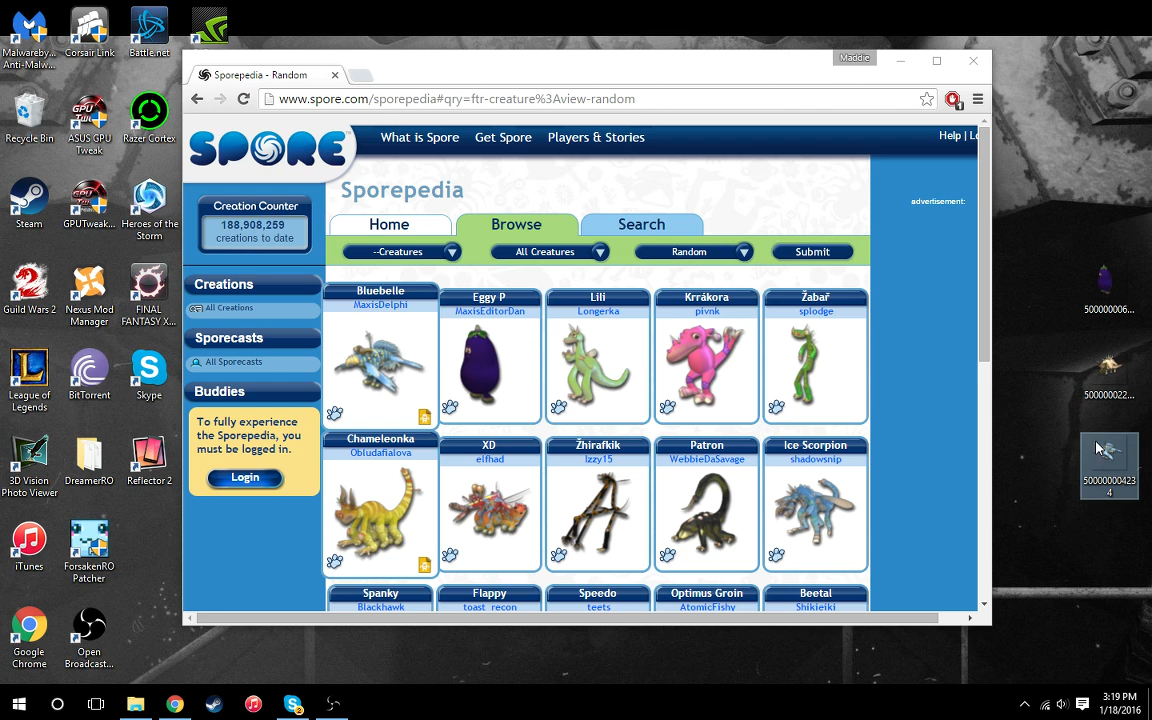 Malwareby...
Anti-Malw...
Corsair Link
Battle.net
Recycle Bin
ASUS GPU
Tweak
Razer Cortex
Steam
GPUTweak...
Heroes of the
Storm
Guild Wars 2
Nexus Mod
Manager
FINAL
FANTASY X...
League of
Legends
BitTorrent
Skype
3D Vision
Photo Viewer
DreamerRO
Reflector 2
iTunes
ForsakenRO
Patcher
Google
Chrome
Open
Broadcast...
Maddie
Sporepedia - Random
www.spore.com/sporepedia#qry=ftr-creature%3Aview-random
1
SPORE
What is Spore
Get Spore
Players & Stories
Help | Lo
Creation Counter
188,908,259
creations to date
Creations
All Creations
Sporecasts
All Sporecasts
Buddies
To fully experience
the Sporepedia, you
must be logged in.
Login
Sporepedia
Home
Browse
Search
--Creatures
All Creatures
Random
Submit
advertisement:
Bluebelle
MaxisDelphi
Eggy P
MaxisEditorDan
Lili
Longerka
Krrákora
pivnk
Žabař
splodge
Chameleonka
Obludafialova
XD
elfhad
Žhirafkik
Izzy15
Patron
WebbieDaSavage
Ice Scorpion
shadowsnip
Spanky
Blackhawk
Flappy
toast_recon
Speedo
teets
Optimus Groin
AtomicFishy
Beetal
Shikieiki
500000006...
500000022...
50000000423
4
2
3:19 PM
1/18/2016